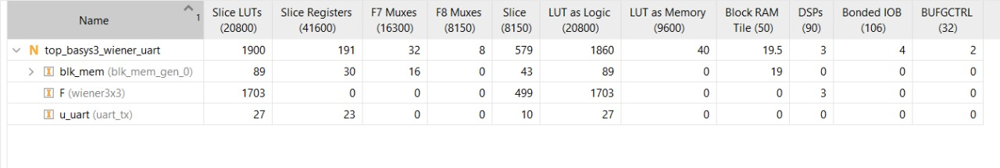 Name 1 Slice LUTs (20800) Slice Registers (41600) F7 Muxes (16300) F8 Muxes (8150) Slice (8150) LUT as Logic (20800) LUT as Memory (9600) Block RAM Tile (50) DSPs (90) Bonded IOB (106) BUFGCTRL (32)
N top_basys3_wiener_uart 1900 191 32 8 579 1860 40 19.5 3 4 2
I blk_mem (blk_mem_gen_0) 89 30 16 0 43 89 0 19 0 0 0
I F (wiener3x3) 1703 0 0 0 499 1703 0 0 3 0 0
I u_uart (uart_tx) 27 23 0 0 10 27 0 0 0 0 0